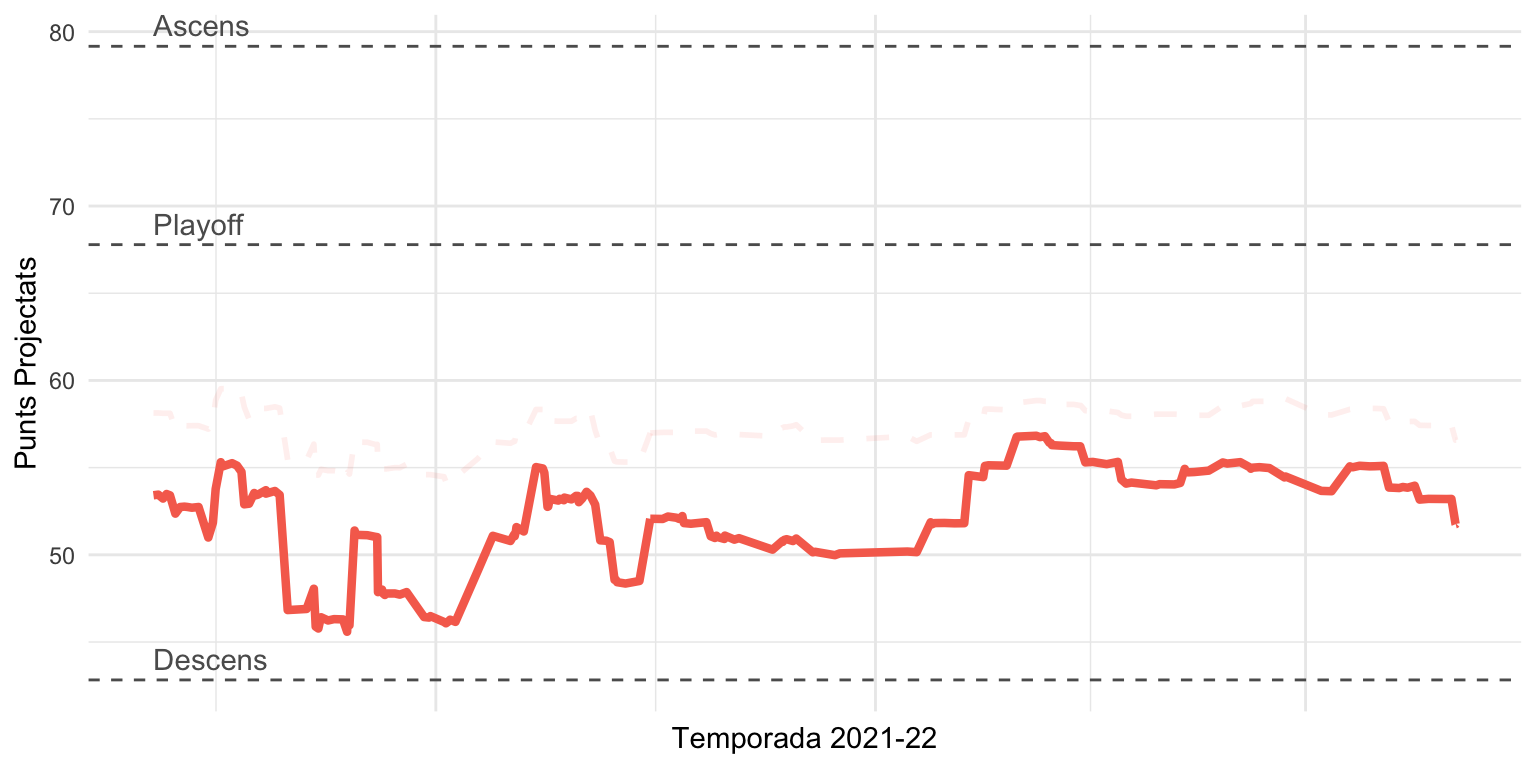 Ascens
80
70
Playoff
60
50
Descens
Punts Projectats
Temporada 2021-22